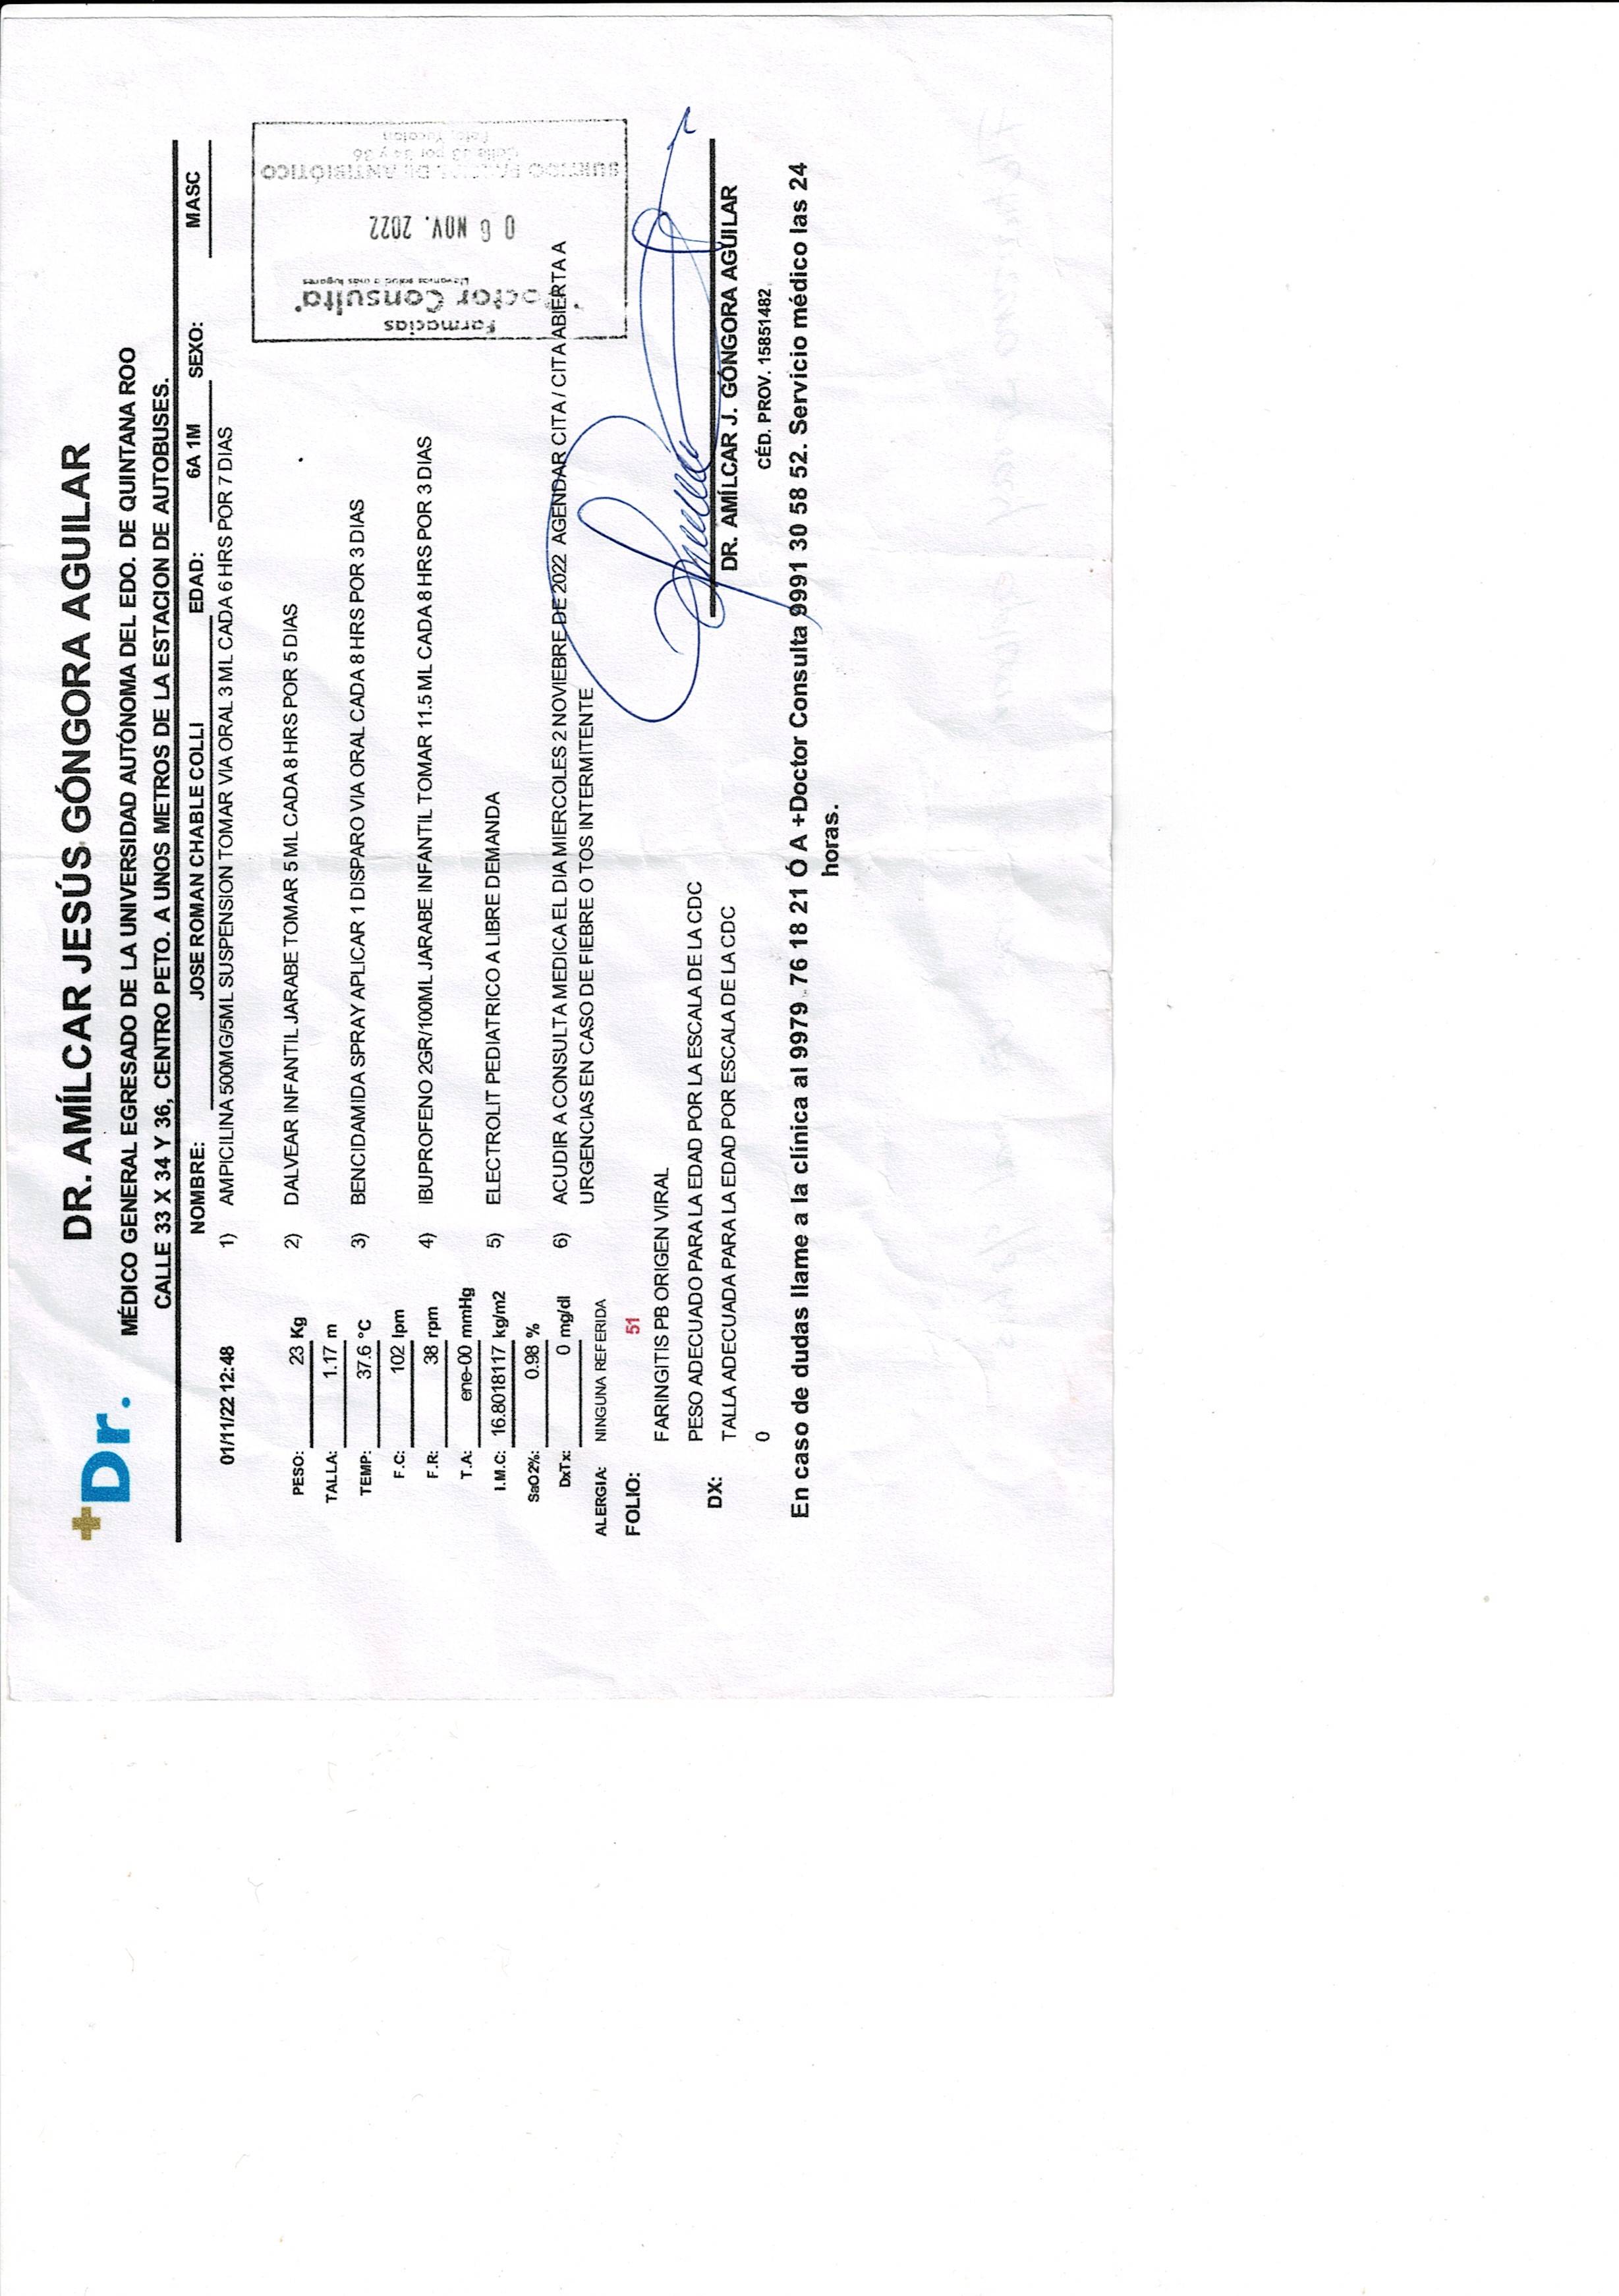 +Dr.
DR. AMÍLCAR JESÚS GÓNGORA AGUILAR
MÉDICO GENERAL EGRESADO DE LA UNIVERSIDAD AUTÓNOMA DEL EDO. DE QUINTANA ROO
CALLE 33 X 34 Y 36, CENTRO PETO. A UNOS METROS DE LA ESTACION DE AUTOBUSES.
NOMBRE: JOSE ROMAN CHABLE COLLI EDAD: 6A 1M SEXO: MASC
01/11/22 12:48
1) AMPICILINA 500MG/5ML SUSPENSION TOMAR VIA ORAL 3 ML CADA 6 HRS POR 7 DIAS
2) DALVEAR INFANTIL JARABE TOMAR 5 ML CADA 8 HRS POR 5 DIAS
3) BENCIDAMIDA SPRAY APLICAR 1 DISPARO VIA ORAL CADA 8 HRS POR 3 DIAS
4) IBUPROFENO 2GR/100ML JARABE INFANTIL TOMAR 11.5 ML CADA 8 HRS POR 3 DIAS
5) ELECTROLIT PEDIATRICO A LIBRE DEMANDA
6) ACUDIR A CONSULTA MEDICA EL DIA MIERCOLES 2 NOVIEBRE DE 2022 AGENDAR CITA / CITA ABIERTA A
URGENCIAS EN CASO DE FIEBRE O TOS INTERMITENTE
PESO: 23 Kg
TALLA: 1.17 m
TEMP: 37.6 °C
F.C: 102 lpm
F.R: 38 rpm
T.A: ene-00 mmHg
I.M.C: 16.8018117 kg/m2
SaO2%: 0.98 %
DxTx: 0 mg/dl
ALERGIA: NINGUNA REFERIDA
FOLIO: 51
DX:
FARINGITIS PB ORIGEN VIRAL
PESO ADECUADO PARA LA EDAD POR LA ESCALA DE LA CDC
TALLA ADECUADA PARA LA EDAD POR ESCALA DE LA CDC
0
Farmacias
"Doctor Consulta"
Llevamos salud a más lugares
0 6 NOV. 2022
SURTIDO DE ANTIBIÓTICO
Calle 33 por 34 y 36
Peto, Yucatán
DR. AMÍLCAR J. GÓNGORA AGUILAR
CÉD. PROV. 15851482
En caso de dudas llame a la clínica al 9979 76 18 21 Ó A +Doctor Consulta 9991 30 58 52. Servicio médico las 24
horas.